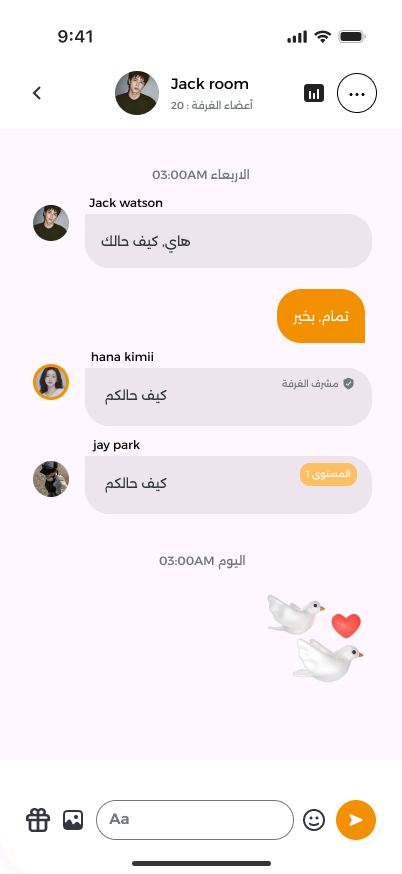 9:41
Jack room
أعضاء الغرفة : 20
الاربعاء 03:00AM
Jack watson
هاي, كيف حالك
تمام, بخير
hana kimii
مشرف الغرفة
كيف حالكم
jay park
المستوى 1
كيف حالكم
اليوم 03:00AM
Aa